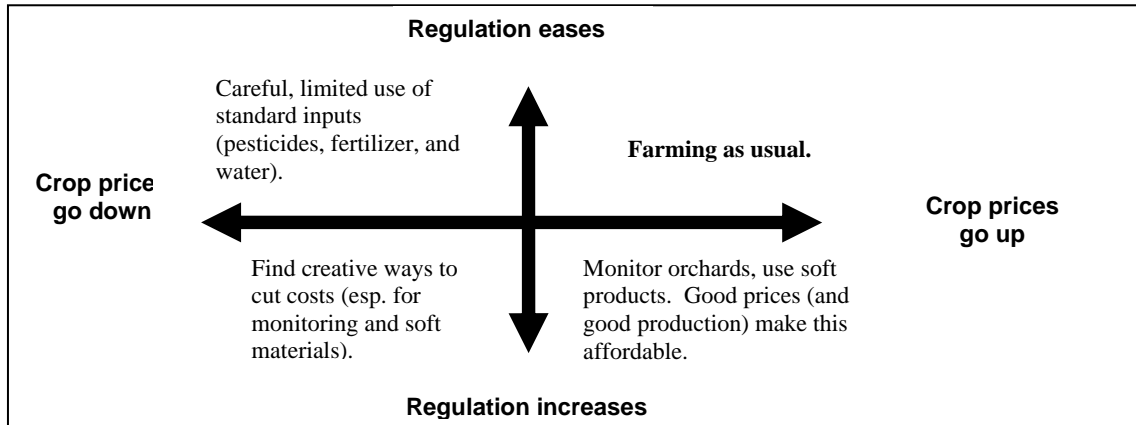 Regulation eases
Careful, limited use of
standard inputs
(pesticides, fertilizer, and
water).
Farming as usual.
Crop price
go down
Crop prices
go up
Find creative ways to
cut costs (esp. for
monitoring and soft
materials).
Monitor orchards, use soft
products.  Good prices (and
good production) make this
affordable.
Regulation increases